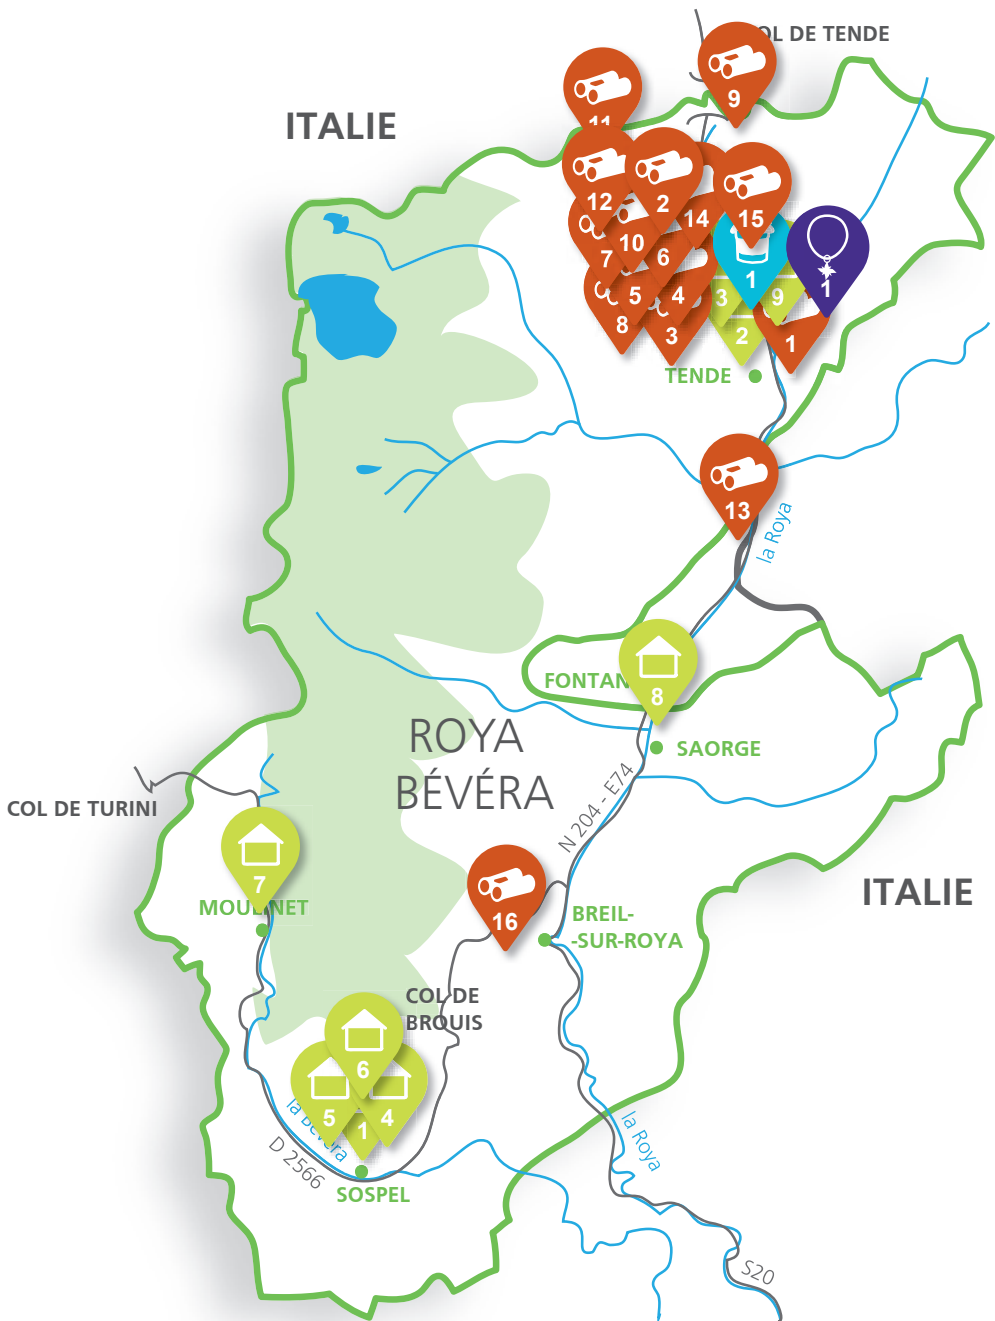 OL DE TENDE
ITALIE
9
11
12
2
14
15
10
7
6
1
1
5
4
3
9
8
3
2
1
TENDE
13
la Roya
FONTAN
8
SAORGE
ROYA
BÉVÉRA
N 204 - E74
COL DE TURINI
7
MOULINET
16
BREIL-
-SUR-ROYA
ITALIE
COL DE
BROUIS
6
5
1
4
la Bévéra
D 2566
SOSPEL
la Roya
S20